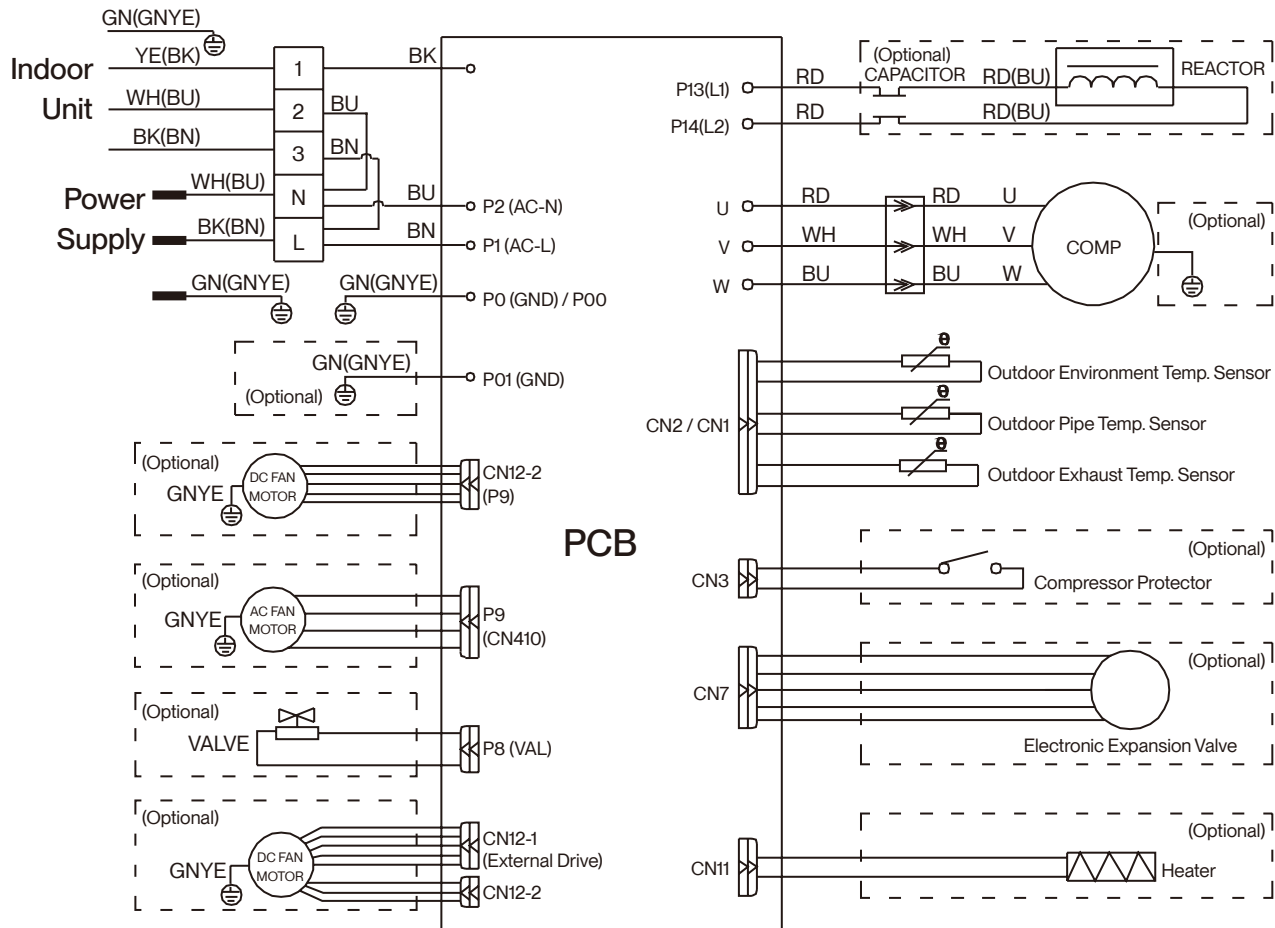 GN(GNYE)
Indoor
Unit
YE(BK)
WH(BU)
BK(BN)
1
2
3
N
L
BK
BU
BN
Power
Supply
WH(BU)
BK(BN)
BU
BN
P2 (AC-N)
P1 (AC-L)
GN(GNYE)
GN(GNYE)
P0 (GND) / P00
GN(GNYE)
(Optional)
P01 (GND)
(Optional)
GNYE
DC FAN
MOTOR
CN12-2
(P9)
(Optional)
GNYE
AC FAN
MOTOR
P9
(CN410)
(Optional)
VALVE
P8 (VAL)
(Optional)
GNYE
DC FAN
MOTOR
CN12-1
(External Drive)
CN12-2
PCB
P13(L1)
P14(L2)
RD
RD
(Optional)
CAPACITOR
RD(BU)
RD(BU)
REACTOR
U
V
W
RD
WH
BU
RD
WH
BU
U
V
W
COMP
(Optional)
CN2 / CN1
θ
Outdoor Environment Temp. Sensor
θ
Outdoor Pipe Temp. Sensor
θ
Outdoor Exhaust Temp. Sensor
CN3
(Optional)
Compressor Protector
CN7
(Optional)
Electronic Expansion Valve
CN11
(Optional)
Heater